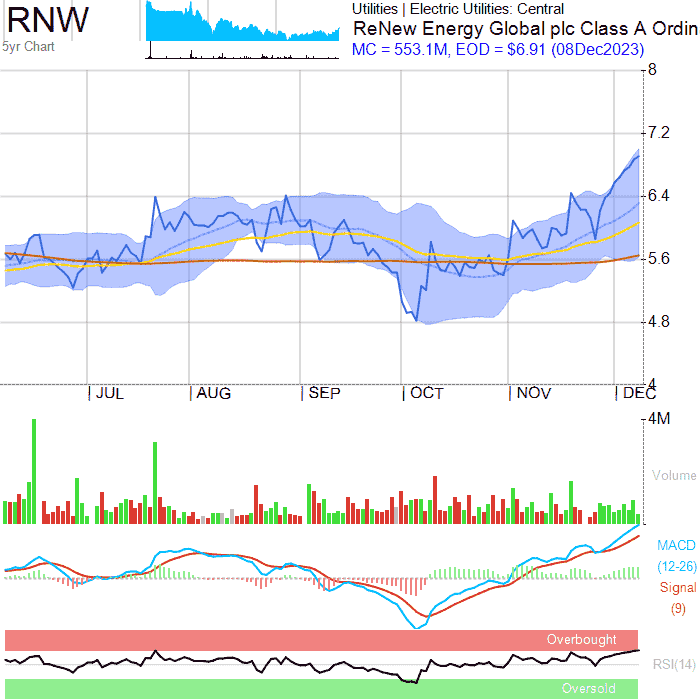 RNW
5yr Chart
Utilities | Electric Utilities: Central
ReNew Energy Global plc Class A Ordin
MC = 553.1M, EOD = $6.91 (08Dec2023)
8
7.2
6.4
5.6
4.8
4
JUL AUG SEP OCT NOV DEC
4M
Volume
MACD
(12-26)
Signal
(9)
Overbought
RSI(14)
Oversold